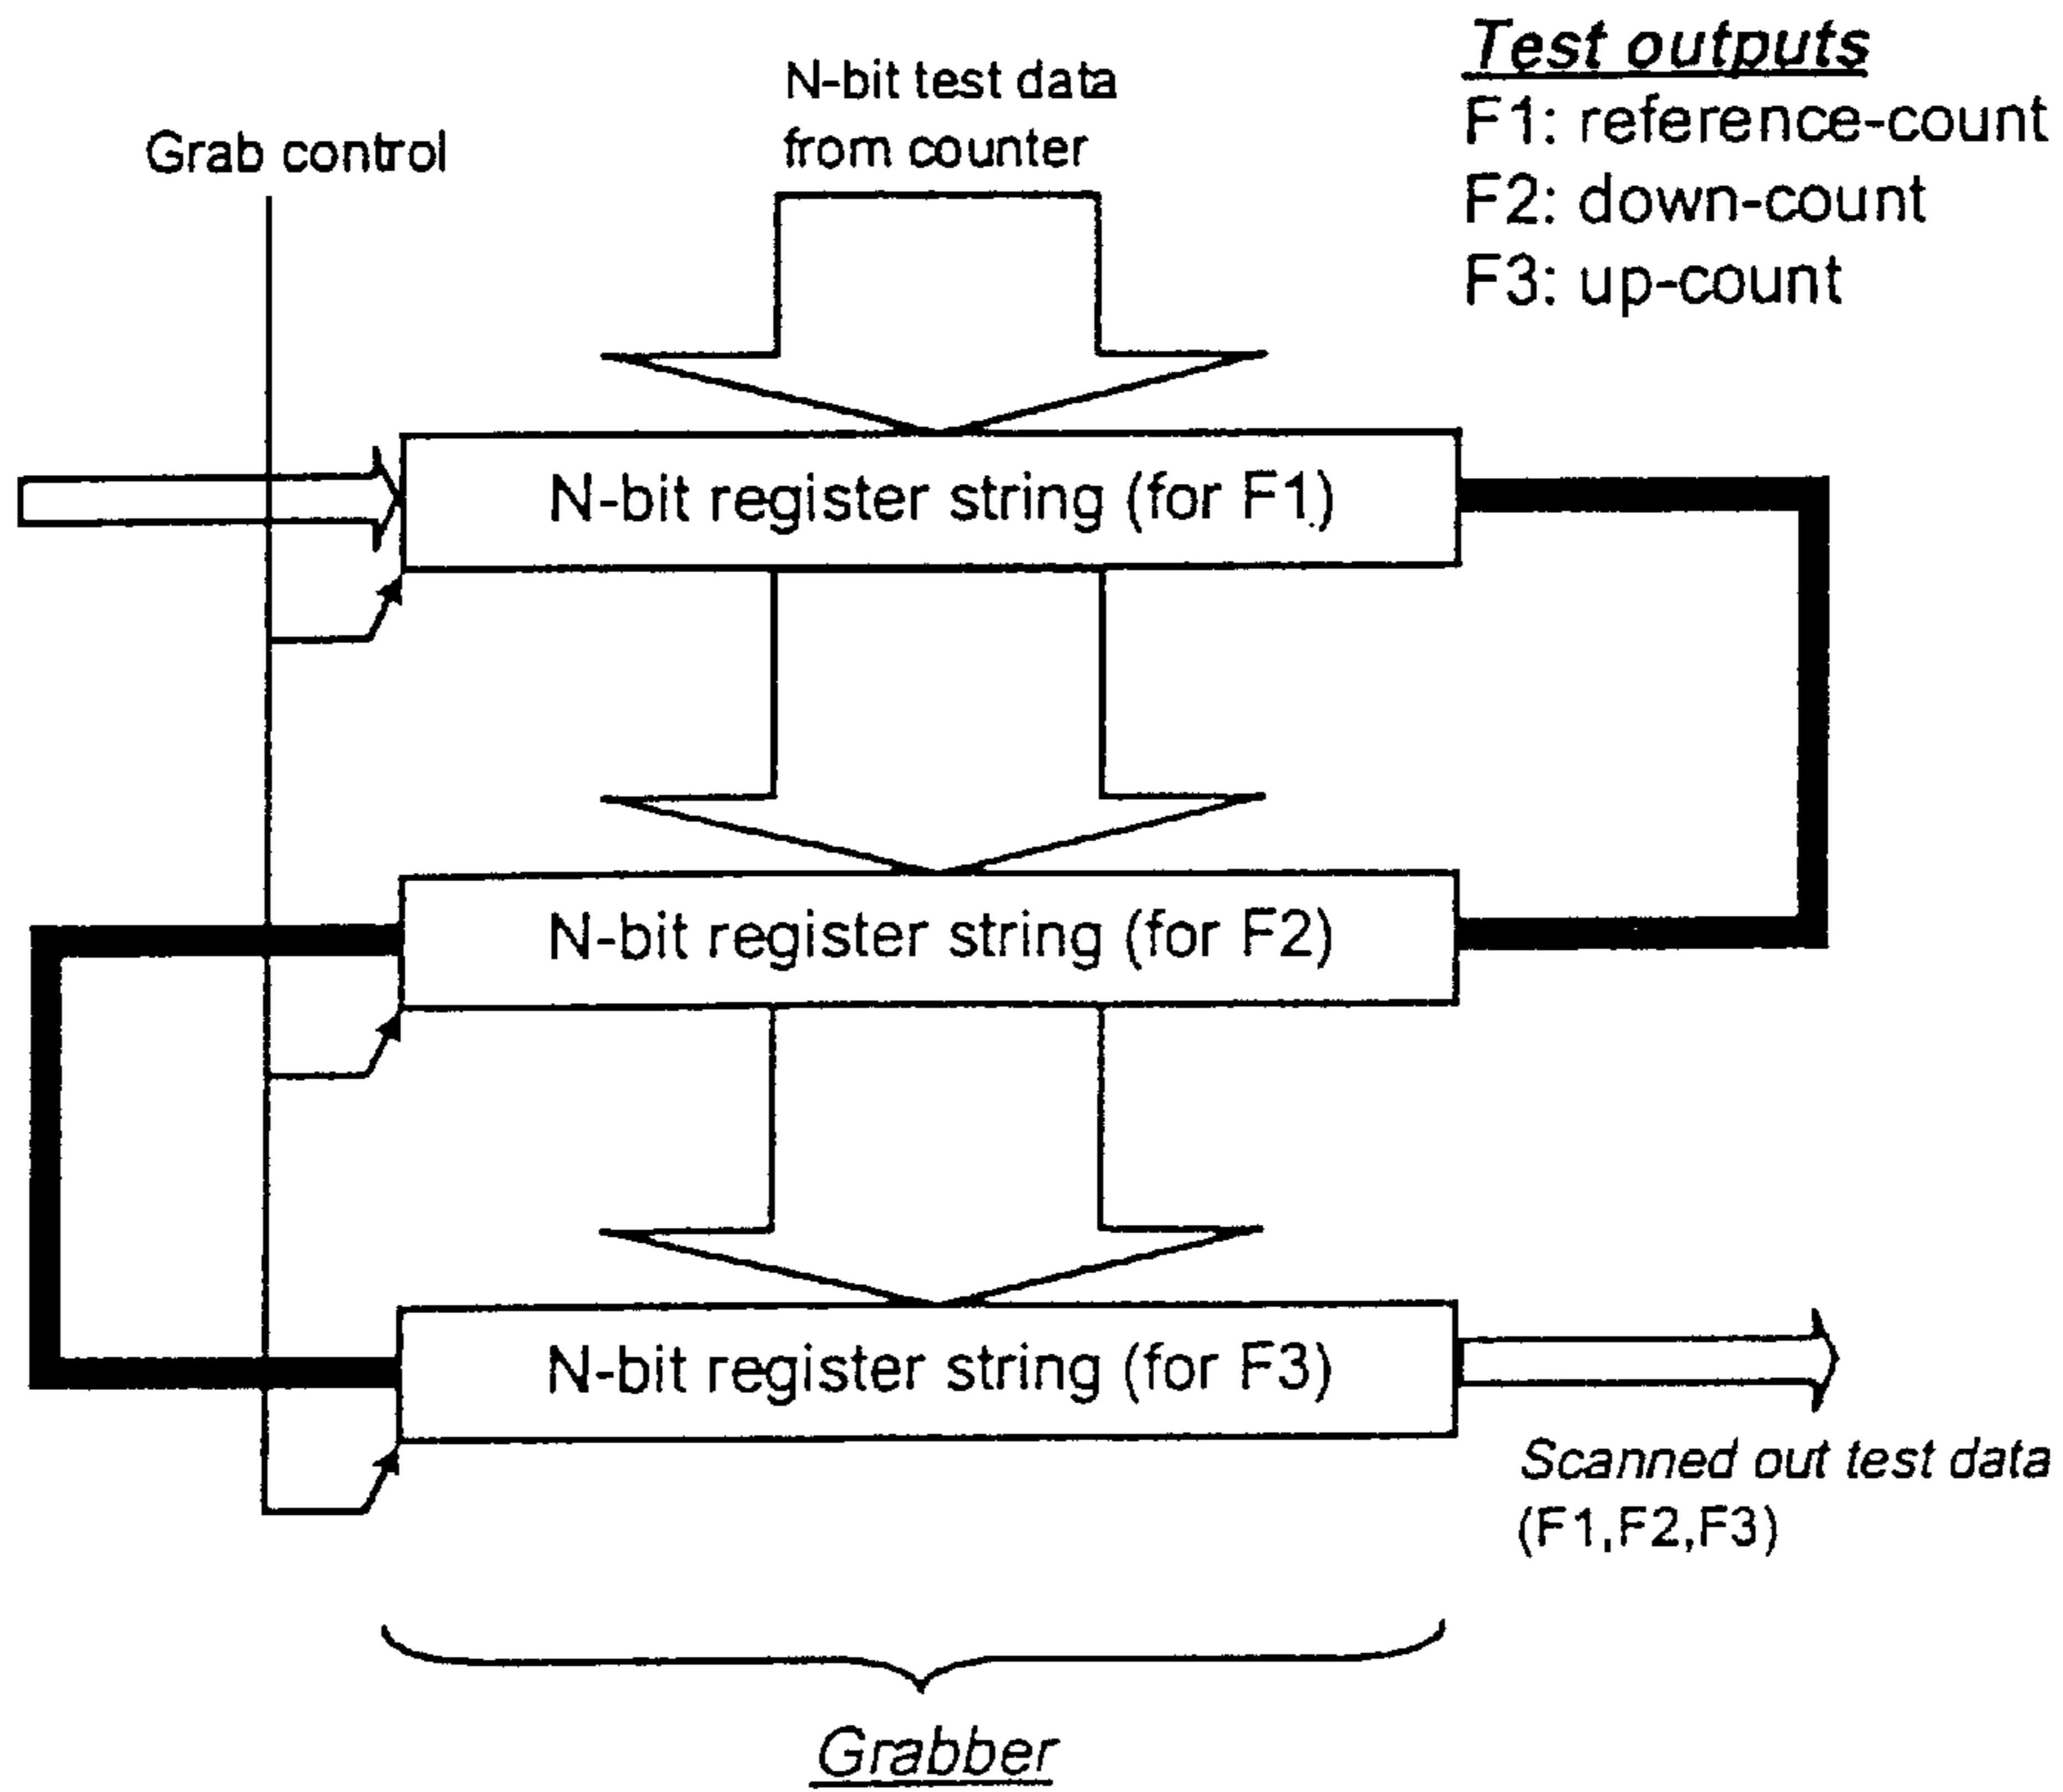 Test outputs
F1: reference-count
F2: down-count
F3: up-count
N-bit test data
from counter
Grab control
N-bit register string (for F1)
N-bit register string (for F2)
N-bit register string (for F3)
Scanned out test data
(F1,F2,F3)
Grabber